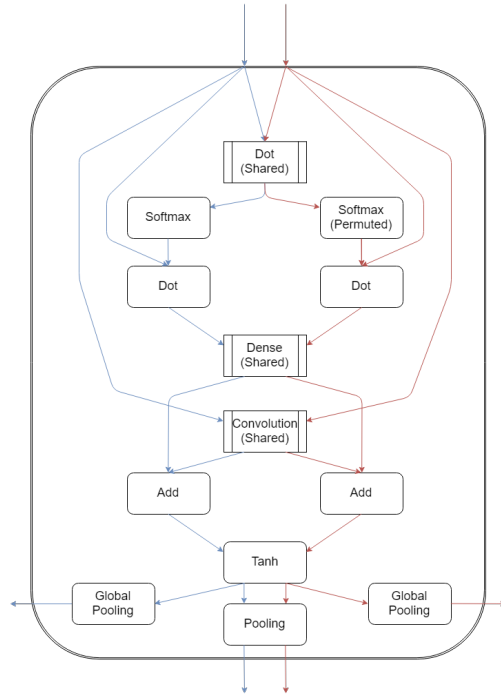 Dot
(Shared)
Softmax
Softmax
(Permuted)
Dot
Dot
Dense
(Shared)
Convolution
(Shared)
Add
Add
Tanh
Global
Pooling
Pooling
Global
Pooling